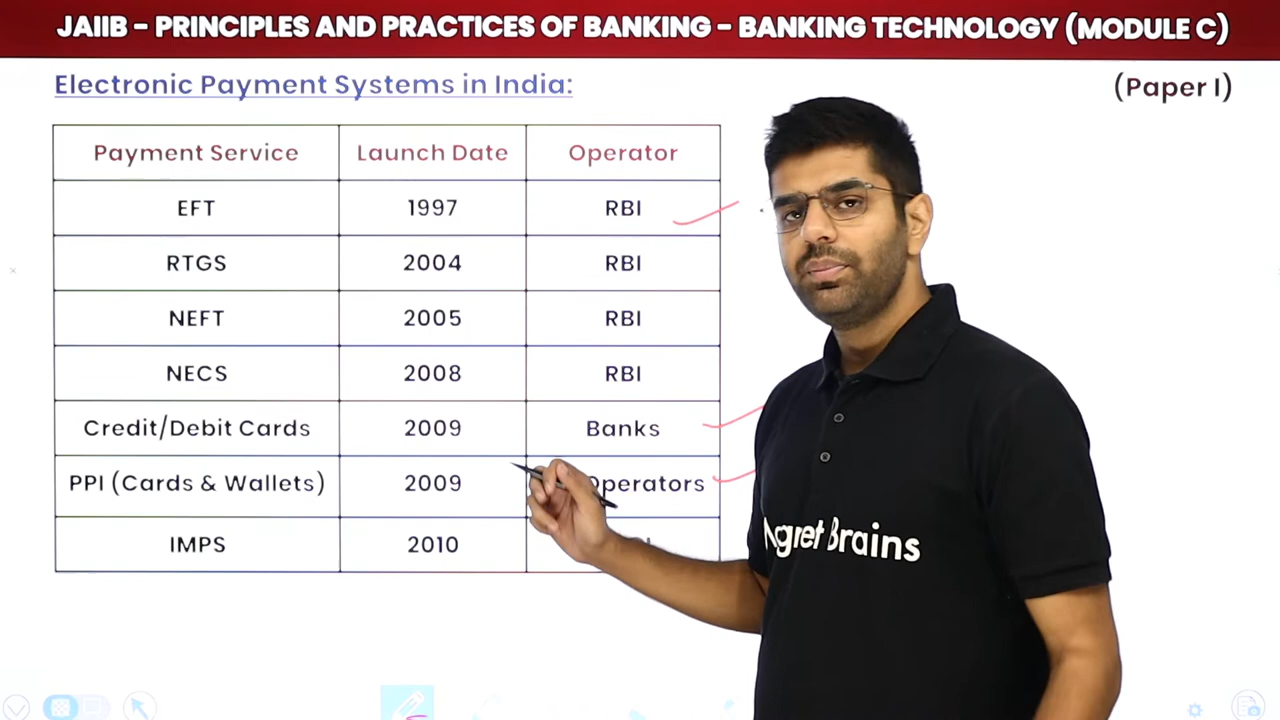 JAIIB - PRINCIPLES AND PRACTICES OF BANKING - BANKING TECHNOLOGY (MODULE C)
Electronic Payment Systems in India:
(Paper I)
Payment Service Launch Date Operator
EFT 1997 RBI
RTGS 2004 RBI
NEFT 2005 RBI
NECS 2008 RBI
Credit/Debit Cards 2009 Banks
PPI (Cards & Wallets) 2009 Operators
IMPS 2010
Agret Brains